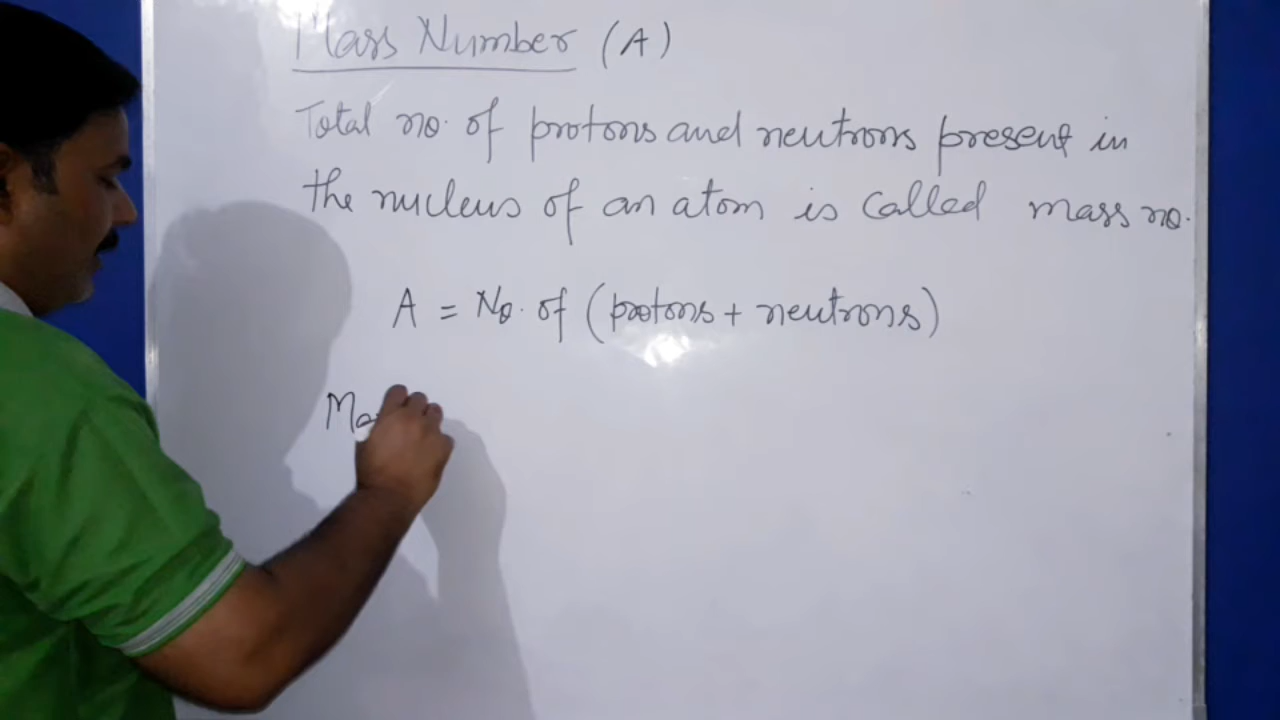 Mass Number (A)
Total no. of protons and neutrons present in
the nucleus of an atom is called mass no.
A = No. of (protons + neutrons)